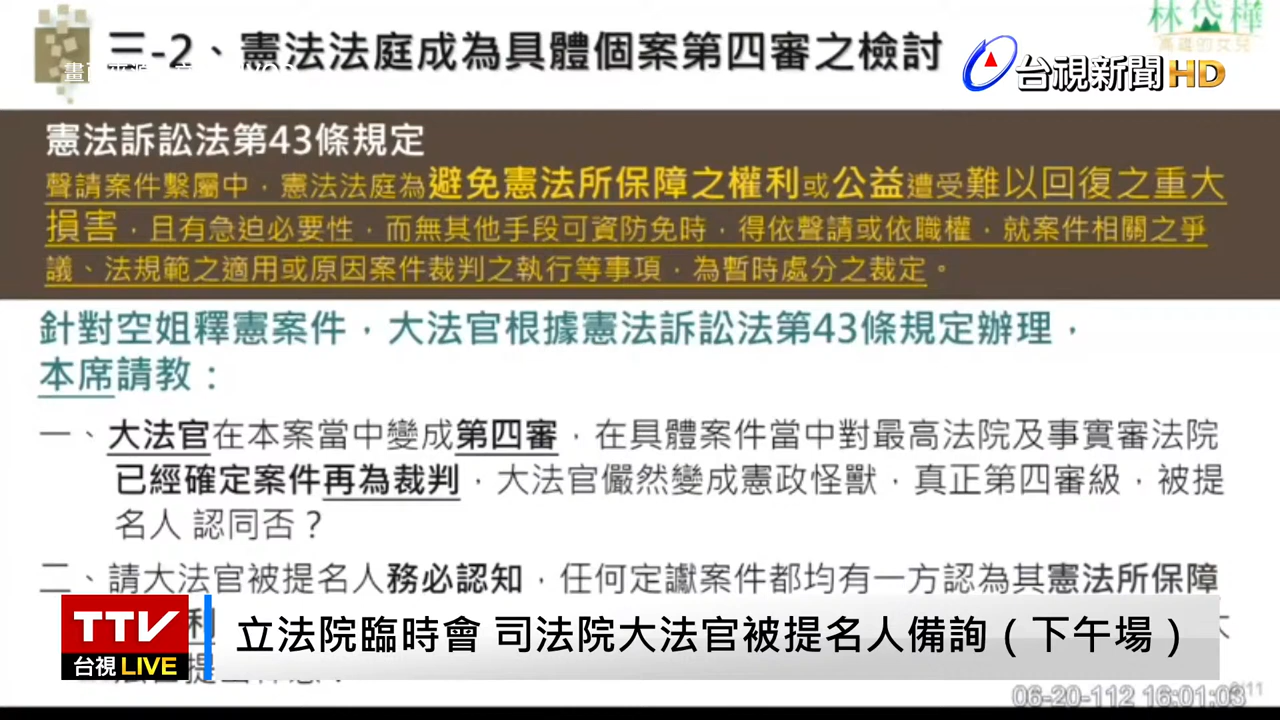 三-2、憲法法庭成為具體個案第四審之檢討
林岱樺
高雄的女兒
台視新聞HD
憲法訴訟法第43條規定
聲請案件繫屬中，憲法法庭為避免憲法所保障之權利或公益遭受難以回復之重大
損害，且有急迫必要性，而無其他手段可資防免時，得依聲請或依職權，就案件相關之爭
議、法規範之適用或原因案件裁判之執行等事項，為暫時處分之裁定。
針對空姐釋憲案件，大法官根據憲法訴訟法第43條規定辦理，
本席請教：
一、大法官在本案當中變成第四審，在具體案件當中對最高法院及事實審法院
已經確定案件再為裁判，大法官儼然變成憲政怪獸，真正第四審級，被提
名人 認同否？
二、請大法官被提名人務必認知，任何定讞案件都均有一方認為其憲法所保障
TTV
台視LIVE
立法院臨時會 司法院大法官被提名人備詢（下午場）
06-20-112 16:01:03